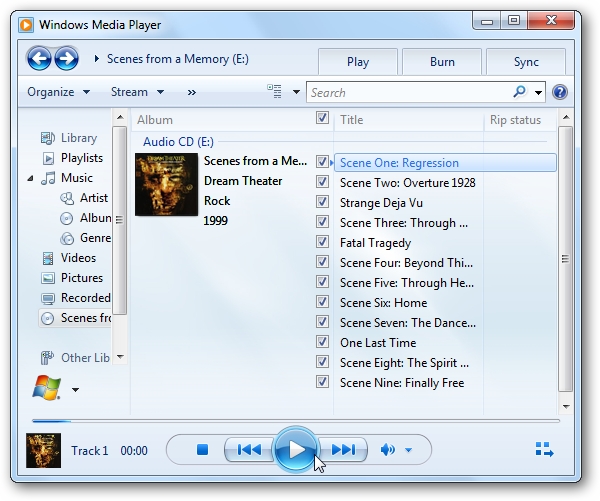 Windows Media Player
Scenes from a Memory (E:)
Play
Burn
Sync
Organize
Stream
»
Search
Album
Title
Rip status
Library
Playlists
Music
Artist
Albun
Genre
Videos
Pictures
Recorded
Scenes fro
Other Lib
Audio CD (E:)
Scenes from a Me...
Dream Theater
Rock
1999
Scene One: Regression
Scene Two: Overture 1928
Strange Deja Vu
Scene Three: Through ...
Fatal Tragedy
Scene Four: Beyond Thi...
Scene Five: Through He...
Scene Six: Home
Scene Seven: The Dance...
One Last Time
Scene Eight: The Spirit ...
Scene Nine: Finally Free
Track 1 00:00